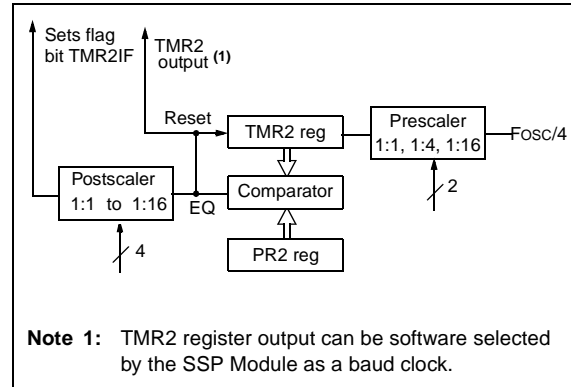 Sets flag
bit TMR2IF
TMR2
output (1)
Reset
TMR2 reg
Prescaler
1:1, 1:4, 1:16
FOSC/4
2
Postscaler
1:1 to 1:16
EQ
Comparator
4
PR2 reg
Note 1: TMR2 register output can be software selected
by the SSP Module as a baud clock.